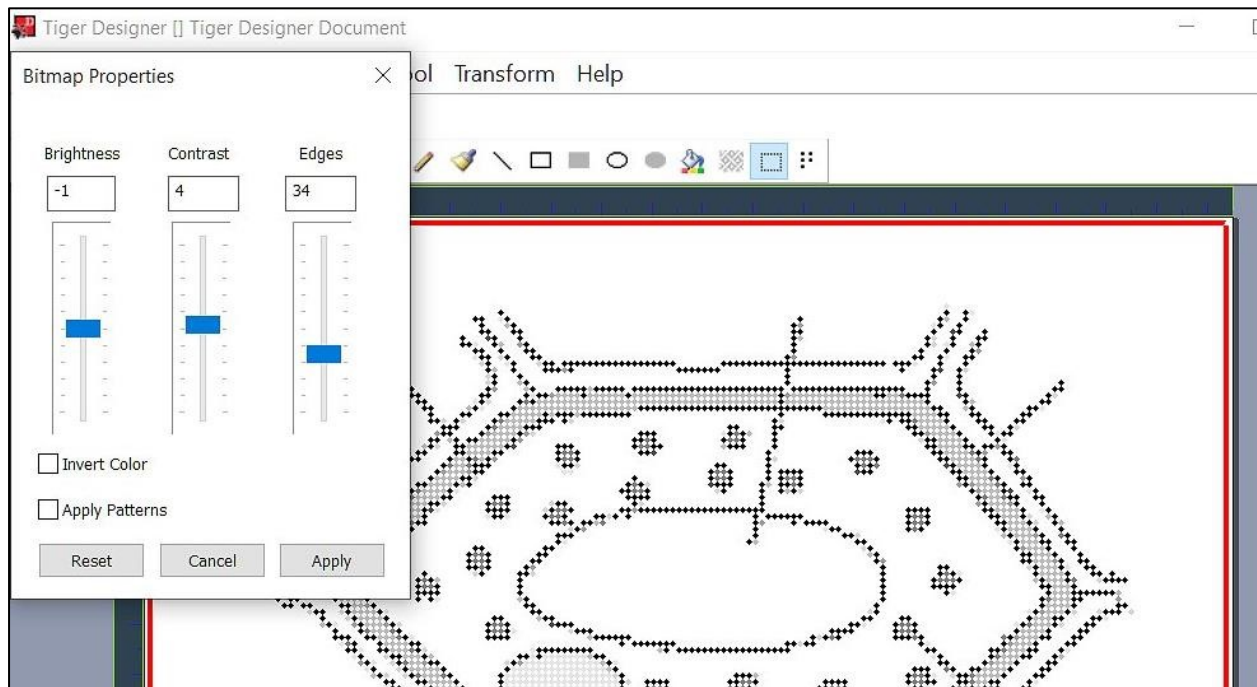 Tiger Designer [] Tiger Designer Document
Bitmap Properties
Transform Help
Brightness Contrast Edges
-1 4 34
Invert Color
Apply Patterns
Reset Cancel Apply